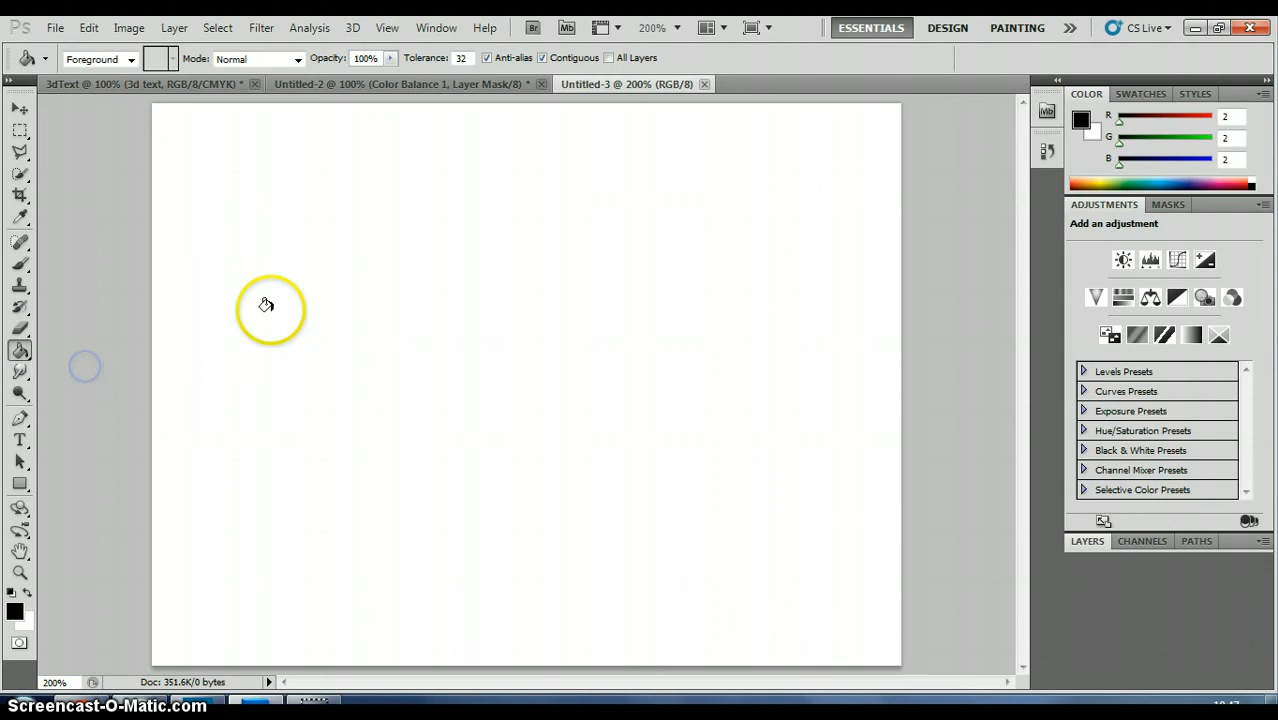 PS File Edit Image Layer Select Filter Analysis 3D View Window Help Br Mb 200% ESSENTIALS DESIGN PAINTING CS Live
Foreground Mode: Normal Opacity: 100% Tolerance: 32 Anti-alias Contiguous All Layers
3dText @ 100% (3d text, RGB/8/CMYK) * Untitled-2 @ 100% (Color Balance 1, Layer Mask/8) * Untitled-3 @ 200% (RGB/8)
COLOR SWATCHES STYLES
Mb
R 2
G 2
B 2
ADJUSTMENTS MASKS
Add an adjustment
Levels Presets
Curves Presets
Exposure Presets
Hue/Saturation Presets
Black & White Presets
Channel Mixer Presets
Selective Color Presets
LAYERS CHANNELS PATHS
T
200% Doc: 351.6K/0 bytes
Screencast-O-Matic.com